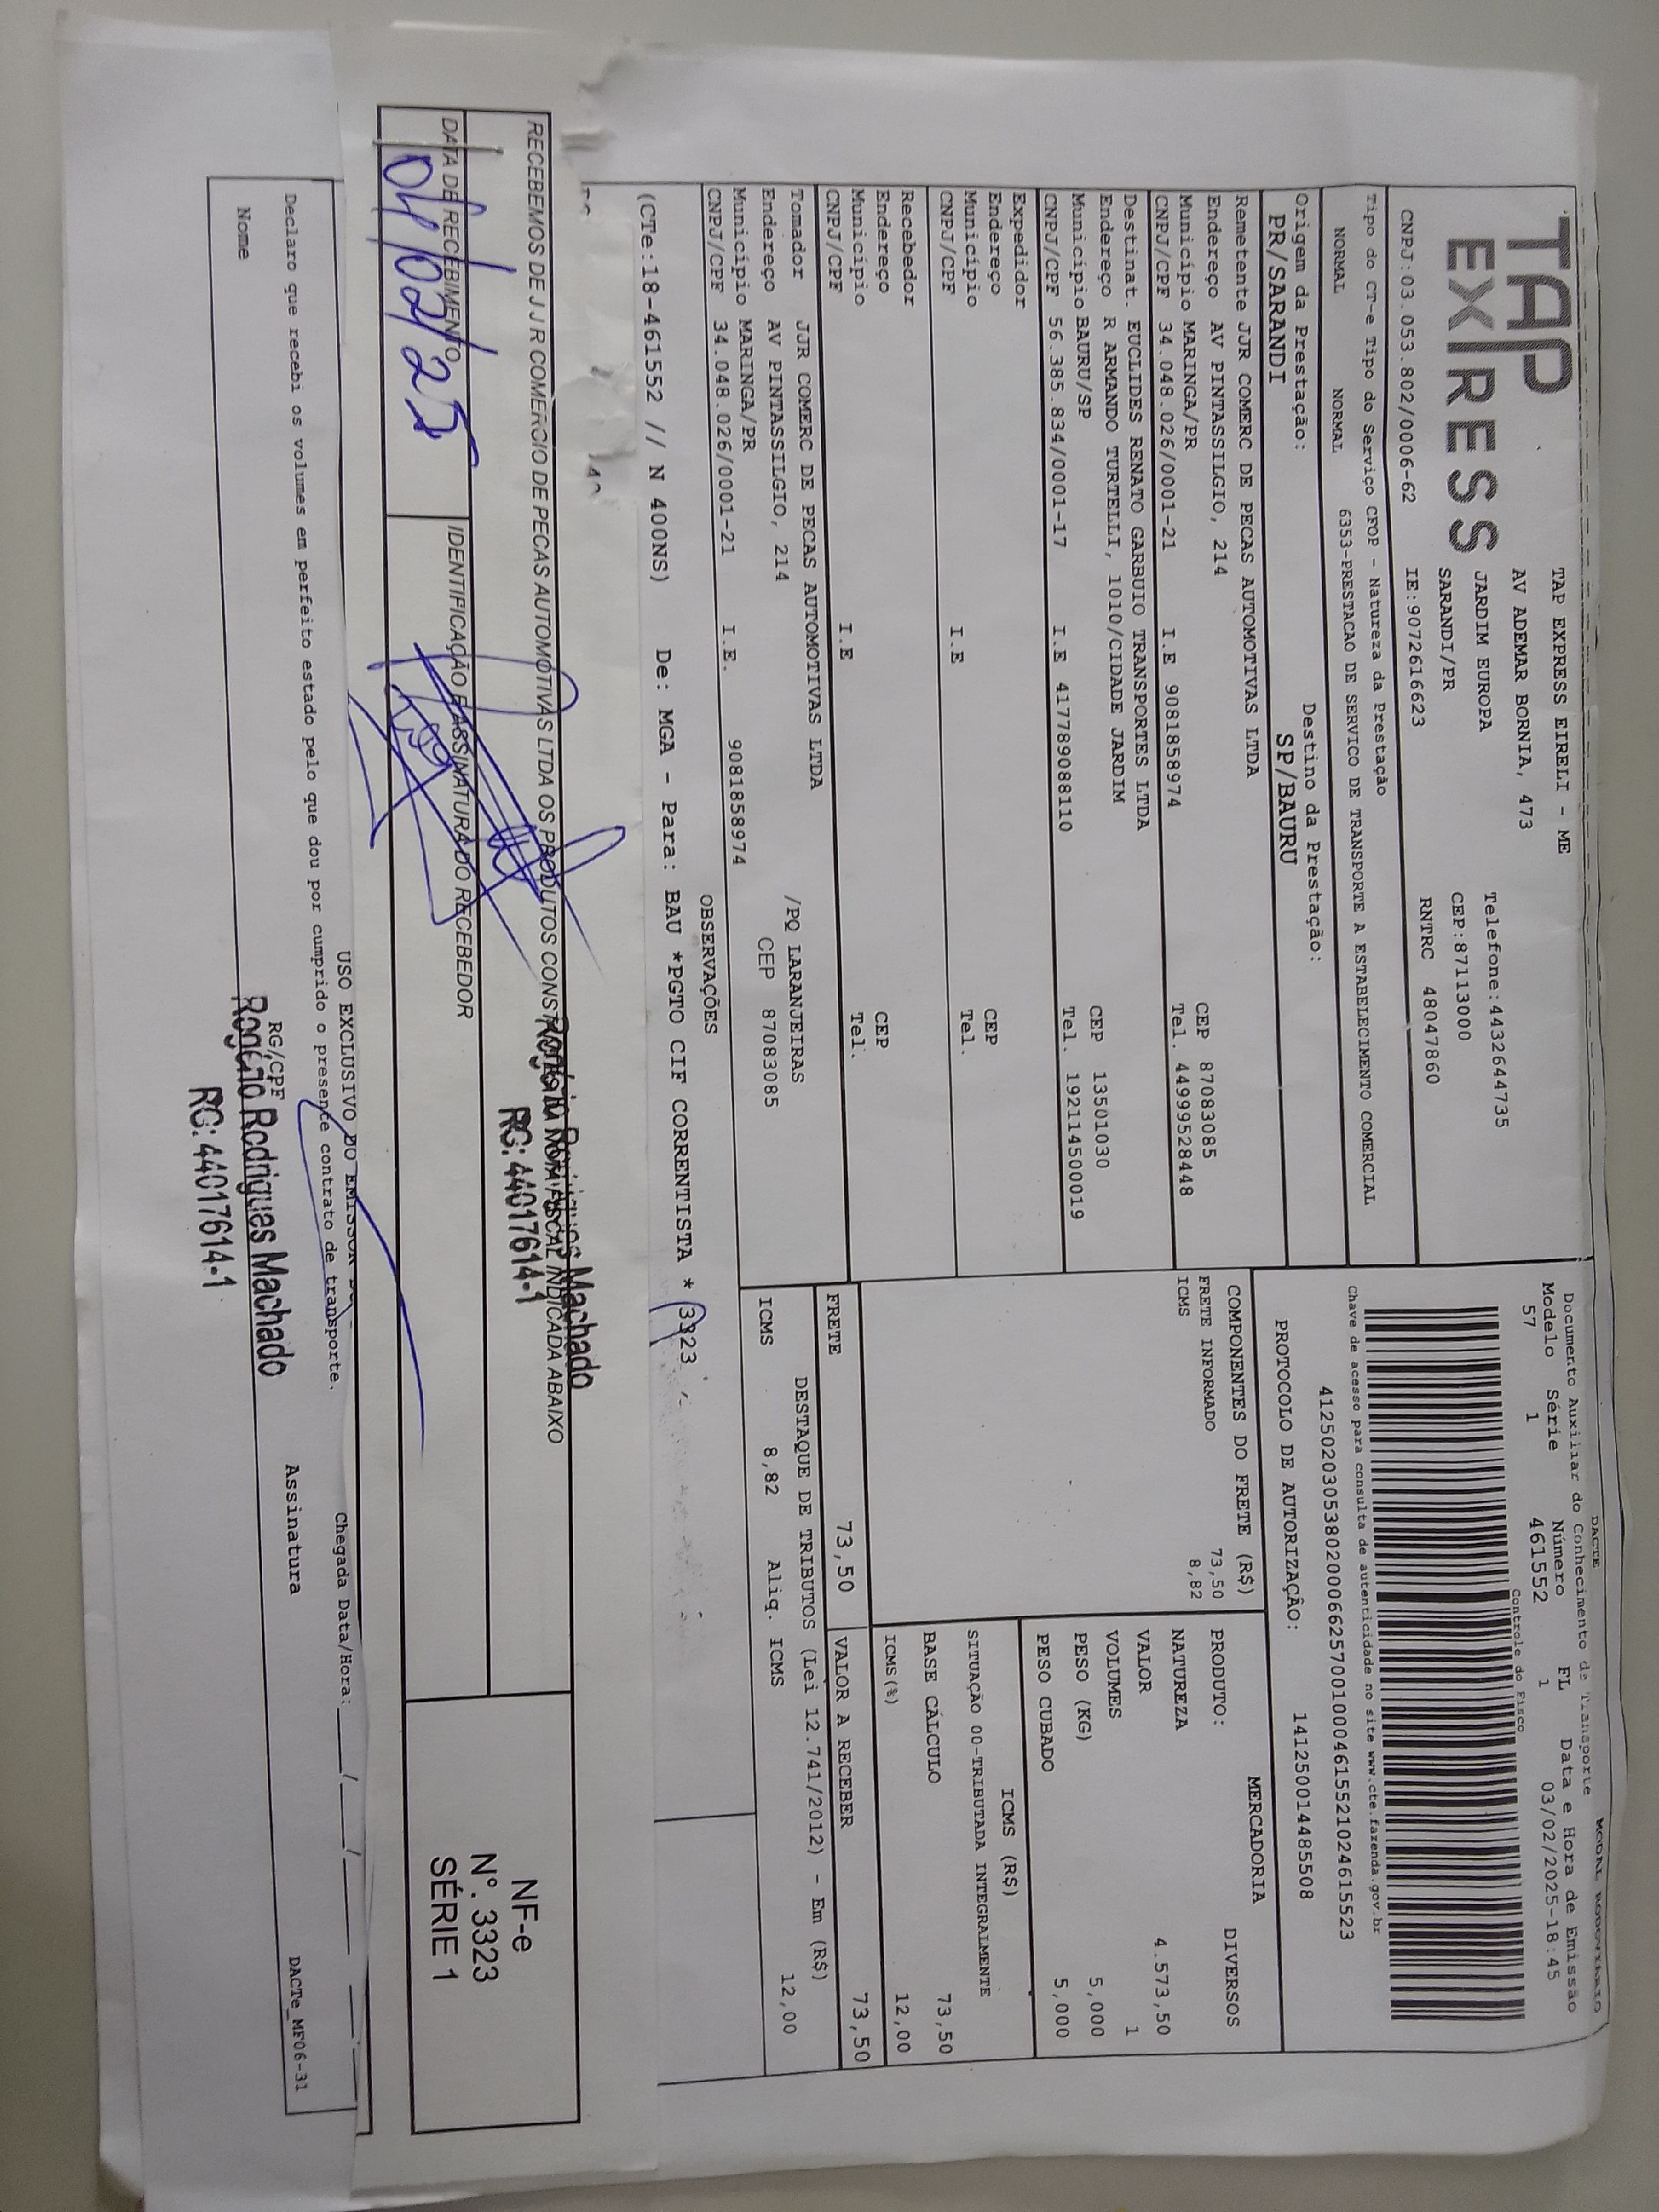 DACTE
MODAL RODOVIARIO
Documento Auxiliar do Conhecimento de Transporte
TAP EXPRESS
TAP EXPRESS EIRELI - ME
AV ADEMAR BORNIA, 473
Telefone:4432644735
JARDIM EUROPA
CEP:87113000
SARANDI/PR
RNTRC 48047860
CNPJ:03.053.802/0006-62
IE:9072616623
Modelo Série Número FL Data e Hora de Emissão
57 1 461552 1 03/02/2025-18:45
Controle do Fisco
Tipo do CT-e Tipo do Serviço CFOP - Natureza da Prestação
NORMAL NORMAL 6353-PRESTACAO DE SERVICO DE TRANSPORTE A ESTABELECIMENTO COMERCIAL
Chave de acesso para consulta de autenticidade no site www.cte.fazenda.gov.br
41250203053802000662570010004615521024615523
Origem da Prestação: Destino da Prestação:
PR/SARANDI SP/BAURU
PROTOCOLO DE AUTORIZAÇÃO: 141250014485508
Remetente JJR COMERC DE PECAS AUTOMOTIVAS LTDA
Endereço AV PINTASSILGIO, 214 CEP 87083085
Município MARINGA/PR Tel. 44999528448
CNPJ/CPF 34.048.026/0001-21 I.E 9081858974
Destinat. EUCLIDES RENATO GARBUIO TRANSPORTES LTDA
Endereço R ARMANDO TURTELLI, 1010/CIDADE JARDIM CEP 13501030
Município BAURU/SP Tel. 192114500019
CNPJ/CPF 56.385.834/0001-17 I.E 417789088110
Expedidor
Endereço CEP
Município Tel.
CNPJ/CPF I.E
Recebedor
Endereço CEP
Município Tel.
CNPJ/CPF I.E
Tomador JJR COMERC DE PECAS AUTOMOTIVAS LTDA /PQ LARANJEIRAS
Endereço AV PINTASSILGIO, 214 CEP 87083085
Município MARINGA/PR
CNPJ/CPF 34.048.026/0001-21 I.E. 9081858974
COMPONENTES DO FRETE (R$)
FRETE INFORMADO 73,50
ICMS 8,82
MERCADORIA
PRODUTO: DIVERSOS
NATUREZA
VALOR 4.573,50
VOLUMES 1
PESO (KG) 5,000
PESO CUBADO 5,000
ICMS (R$)
SITUAÇÃO 00-TRIBUTADA INTEGRALMENTE
BASE CÁLCULO 73,50
ICMS(%) 12,00
FRETE 73,50 VALOR A RECEBER 73,50
DESTAQUE DE TRIBUTOS (Lei 12.741/2012) - Em (R$)
ICMS 8,82 Aliq. ICMS 12,00
OBSERVAÇÕES
(CTe:18-461552 // N 400NS) De: MGA - Para: BAU *PGTO CIF CORRENTISTA * 3323
RECEBEMOS DE J J R COMERCIO DE PECAS AUTOMOTIVAS LTDA OS PRODUTOS INDICADA ABAIXO
Machado
RG: 44017614-1
NF-e
Nº. 3323
SÉRIE 1
DATA DE RECEBIMENTO
IDENTIFICAÇÃO E ASSINATURA DO RECEBEDOR
USO EXCLUSIVO DO EMISSOR
Chegada Data/Hora: __/__/__
Declaro que recebi os volumes em perfeito estado pelo que dou por cumprido o presente contrato de transporte.
Nome RG/CPF Assinatura DACTe_MF06-31
Rogério Rodrigues Machado
RG: 44017614-1